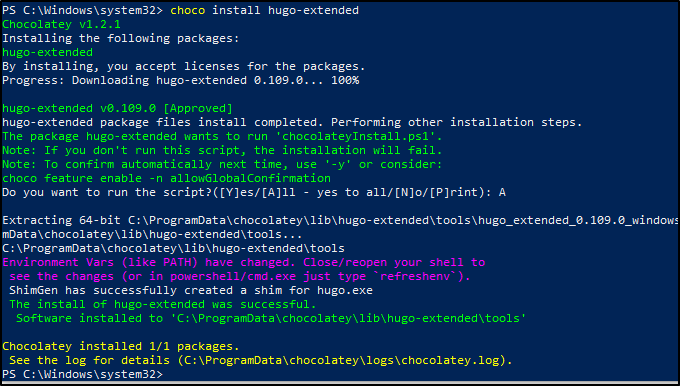 PS C:\Windows\system32> choco install hugo-extended
Chocolatey v1.2.1
Installing the following packages:
hugo-extended
By installing, you accept licenses for the packages.
Progress: Downloading hugo-extended 0.109.0... 100%
hugo-extended v0.109.0 [Approved]
hugo-extended package files install completed. Performing other installation steps.
The package hugo-extended wants to run 'chocolateyInstall.ps1'.
Note: If you don't run this script, the installation will fail.
Note: To confirm automatically next time, use '-y' or consider:
choco feature enable -n allowGlobalConfirmation
Do you want to run the script?([Y]es/[A]ll - yes to all/[N]o/[P]rint): A
Extracting 64-bit C:\ProgramData\chocolatey\lib\hugo-extended\tools\hugo_extended_0.109.0_windows
mData\chocolatey\lib\hugo-extended\tools...
C:\ProgramData\chocolatey\lib\hugo-extended\tools
Environment Vars (like PATH) have changed. Close/reopen your shell to
see the changes (or in powershell/cmd.exe just type `refreshenv`).
ShimGen has successfully created a shim for hugo.exe
The install of hugo-extended was successful.
Software installed to 'C:\ProgramData\chocolatey\lib\hugo-extended\tools'
Chocolatey installed 1/1 packages.
See the log for details (C:\ProgramData\chocolatey\logs\chocolatey.log).
PS C:\Windows\system32>